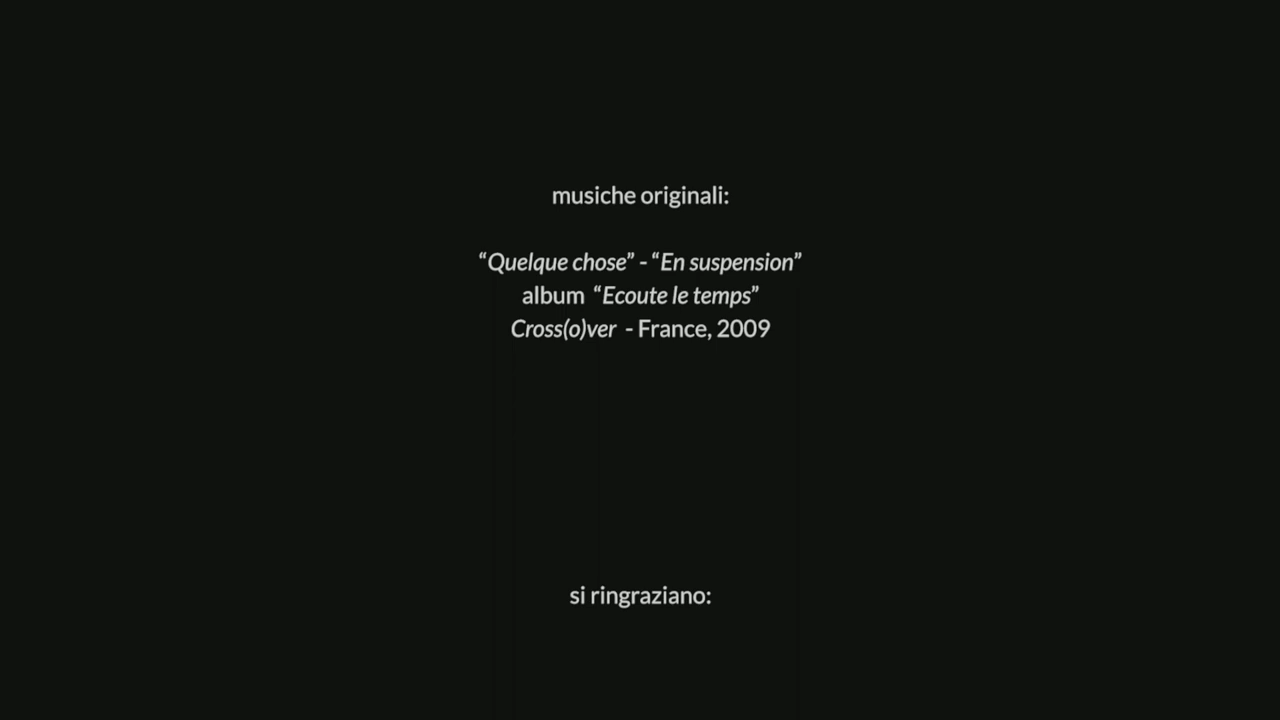 musiche originali:
“Quelque chose” - “En suspension”
album “Ecoute le temps”
Cross(o)ver - France, 2009
si ringraziano: